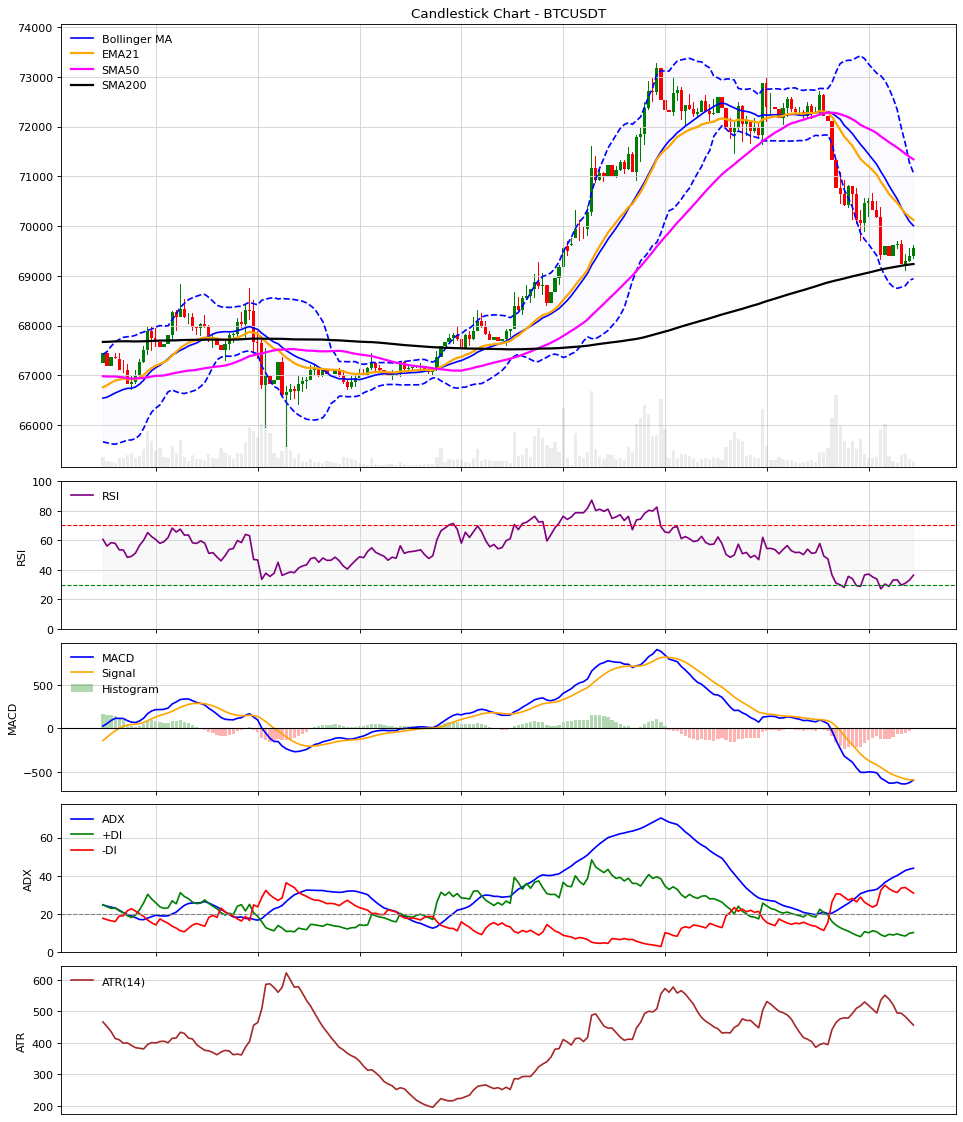 Candlestick Chart - BTCUSDT
74000
73000
72000
71000
70000
69000
68000
67000
66000
Bollinger MA
EMA21
SMA50
SMA200
100
80
60
40
20
0
RSI
RSI
500
0
−500
MACD
MACD
Signal
Histogram
60
40
20
0
ADX
ADX
+DI
-DI
600
500
400
300
200
ATR
ATR(14)